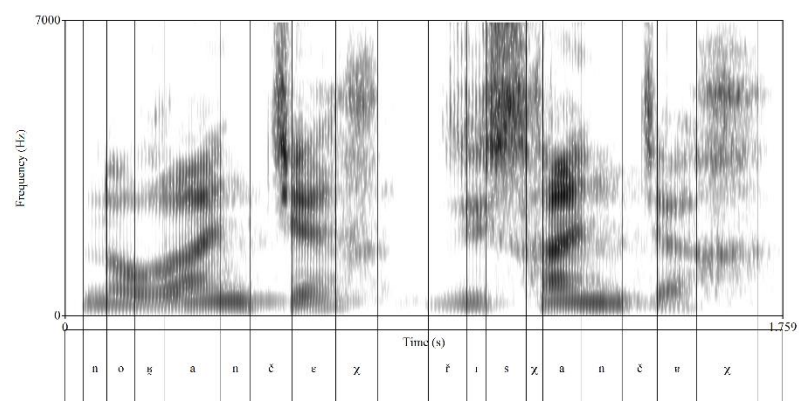 7000
Frequency (Hz)
0
0 1.759
Time (s)
n o a n č χ ř ı s χ a n č χ